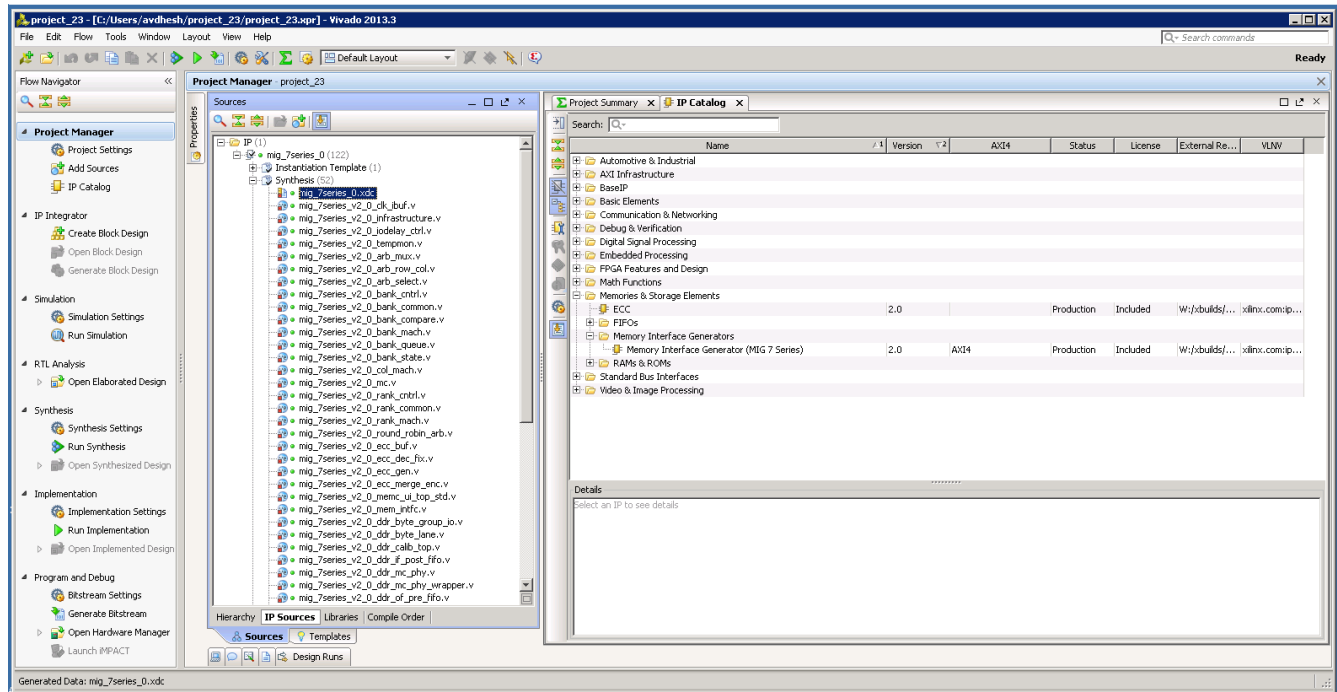 project_23 - [C:/Users/avdhesh/project_23/project_23.xpr] - Vivado 2013.3
File Edit Flow Tools Window Layout View Help
Search commands
Default Layout
Ready
Flow Navigator
Project Manager
Project Settings
Add Sources
IP Catalog
IP Integrator
Create Block Design
Open Block Design
Generate Block Design
Simulation
Simulation Settings
Run Simulation
RTL Analysis
Open Elaborated Design
Synthesis
Synthesis Settings
Run Synthesis
Open Synthesized Design
Implementation
Implementation Settings
Run Implementation
Open Implemented Design
Program and Debug
Bitstream Settings
Generate Bitstream
Open Hardware Manager
Launch iMPACT
Project Manager - project_23
Properties
Sources
IP (1)
mig_7series_0 (122)
Instantiation Template (1)
Synthesis (52)
mig_7series_0.xdc
mig_7series_v2_0_clk_ibuf.v
mig_7series_v2_0_infrastructure.v
mig_7series_v2_0_iodelay_ctrl.v
mig_7series_v2_0_tempmon.v
mig_7series_v2_0_arb_mux.v
mig_7series_v2_0_arb_row_col.v
mig_7series_v2_0_arb_select.v
mig_7series_v2_0_bank_cntrl.v
mig_7series_v2_0_bank_common.v
mig_7series_v2_0_bank_compare.v
mig_7series_v2_0_bank_mach.v
mig_7series_v2_0_bank_queue.v
mig_7series_v2_0_bank_state.v
mig_7series_v2_0_col_mach.v
mig_7series_v2_0_mc.v
mig_7series_v2_0_rank_cntrl.v
mig_7series_v2_0_rank_common.v
mig_7series_v2_0_rank_mach.v
mig_7series_v2_0_round_robin_arb.v
mig_7series_v2_0_ecc_buf.v
mig_7series_v2_0_ecc_dec_fix.v
mig_7series_v2_0_ecc_gen.v
mig_7series_v2_0_ecc_merge_enc.v
mig_7series_v2_0_memc_ui_top_std.v
mig_7series_v2_0_mem_intfc.v
mig_7series_v2_0_ddr_byte_group_io.v
mig_7series_v2_0_ddr_byte_lane.v
mig_7series_v2_0_ddr_calib_top.v
mig_7series_v2_0_ddr_if_post_fifo.v
mig_7series_v2_0_ddr_mc_phy.v
mig_7series_v2_0_ddr_mc_phy_wrapper.v
mig_7series_v2_0_ddr_of_pre_fifo.v
Hierarchy IP Sources Libraries Compile Order
Sources Templates
Design Runs
Project Summary IP Catalog
Search:
Name 1 Version 2 AXI4 Status License External Re... VLNV
Automotive & Industrial
AXI Infrastructure
BaseIP
Basic Elements
Communication & Networking
Debug & Verification
Digital Signal Processing
Embedded Processing
FPGA Features and Design
Math Functions
Memories & Storage Elements
ECC 2.0 Production Included W:/xbuilds/... xilinx.com:ip...
FIFOs
Memory Interface Generators
Memory Interface Generator (MIG 7 Series) 2.0 AXI4 Production Included W:/xbuilds/... xilinx.com:ip...
RAMs & ROMs
Standard Bus Interfaces
Video & Image Processing
Details
Select an IP to see details
Generated Data: mig_7series_0.xdc